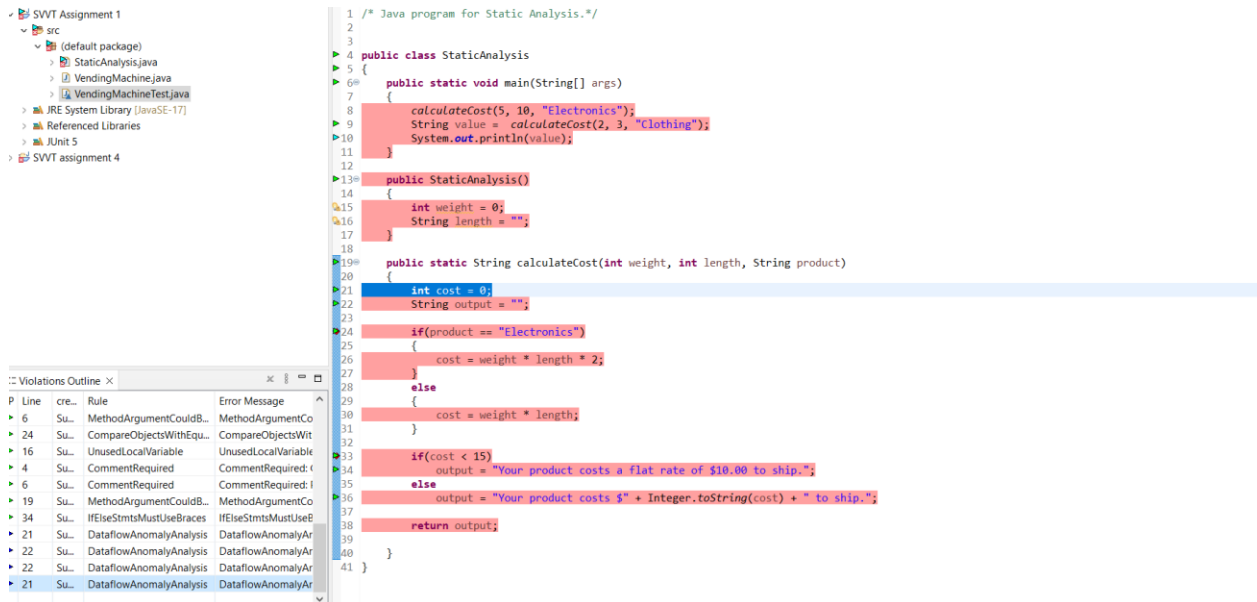 SVVT Assignment 1
src
(default package)
StaticAnalysis.java
VendingMachine.java
VendingMachineTest.java
JRE System Library [JavaSE-17]
Referenced Libraries
JUnit 5
SVVT assignment 4
Violations Outline
P Line cre... Rule Error Message
6 Su... MethodArgumentCouldB... MethodArgumentCo
24 Su... CompareObjectsWithEqu... CompareObjectsWit
16 Su... UnusedLocalVariable UnusedLocalVariable
4 Su... CommentRequired CommentRequired:
6 Su... CommentRequired CommentRequired:
19 Su... MethodArgumentCouldB... MethodArgumentCo
34 Su... IfElseStmtsMustUseBraces IfElseStmtsMustUseB
21 Su... DataflowAnomalyAnalysis DataflowAnomalyAr
22 Su... DataflowAnomalyAnalysis DataflowAnomalyAr
22 Su... DataflowAnomalyAnalysis DataflowAnomalyAr
21 Su... DataflowAnomalyAnalysis DataflowAnomalyAr
1 /* Java program for Static Analysis.*/
2
3
4 public class StaticAnalysis
5 {
6 public static void main(String[] args)
7 {
8 calculateCost(5, 10, "Electronics");
9 String value = calculateCost(2, 3, "Clothing");
10 System.out.println(value);
11 }
12
13 public StaticAnalysis()
14 {
15 int weight = 0;
16 String length = "";
17 }
18
19 public static String calculateCost(int weight, int length, String product)
20 {
21 int cost = 0;
22 String output = "";
23
24 if(product == "Electronics")
25 {
26 cost = weight * length * 2;
27 }
28 else
29 {
30 cost = weight * length;
31 }
32
33 if(cost < 15)
34 output = "Your product costs a flat rate of $10.00 to ship.";
35 else
36 output = "Your product costs $" + Integer.toString(cost) + " to ship.";
37
38 return output;
39
40 }
41 }